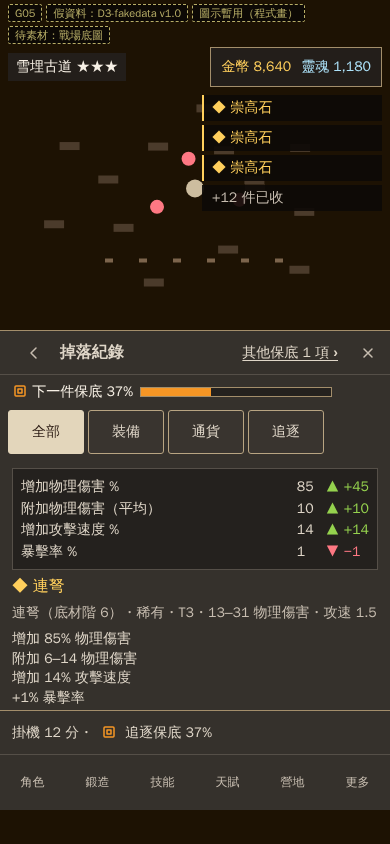 G05 假資料：D3-fakedata v1.0 圖示暫用（程式畫）
待素材：戰場底圖
雪埋古道 ★★★
金幣 8,640 靈魂 1,180
崇高石
崇高石
崇高石
+12 件已收
掉落紀錄
其他保底 1 項 ›
下一件保底 37%
全部 裝備 通貨 追逐
增加物理傷害 % 85 ▲ +45
附加物理傷害（平均） 10 ▲ +10
增加攻擊速度 % 14 ▲ +14
暴擊率 % 1 ▼ −1
連弩
連弩（底材階 6）· 稀有 · T3 · 13–31 物理傷害 · 攻速 1.5
增加 85% 物理傷害
附加 6–14 物理傷害
增加 14% 攻擊速度
+1% 暴擊率
掛機 12 分 · 追逐保底 37%
角色 鍛造 技能 天賦 營地 更多